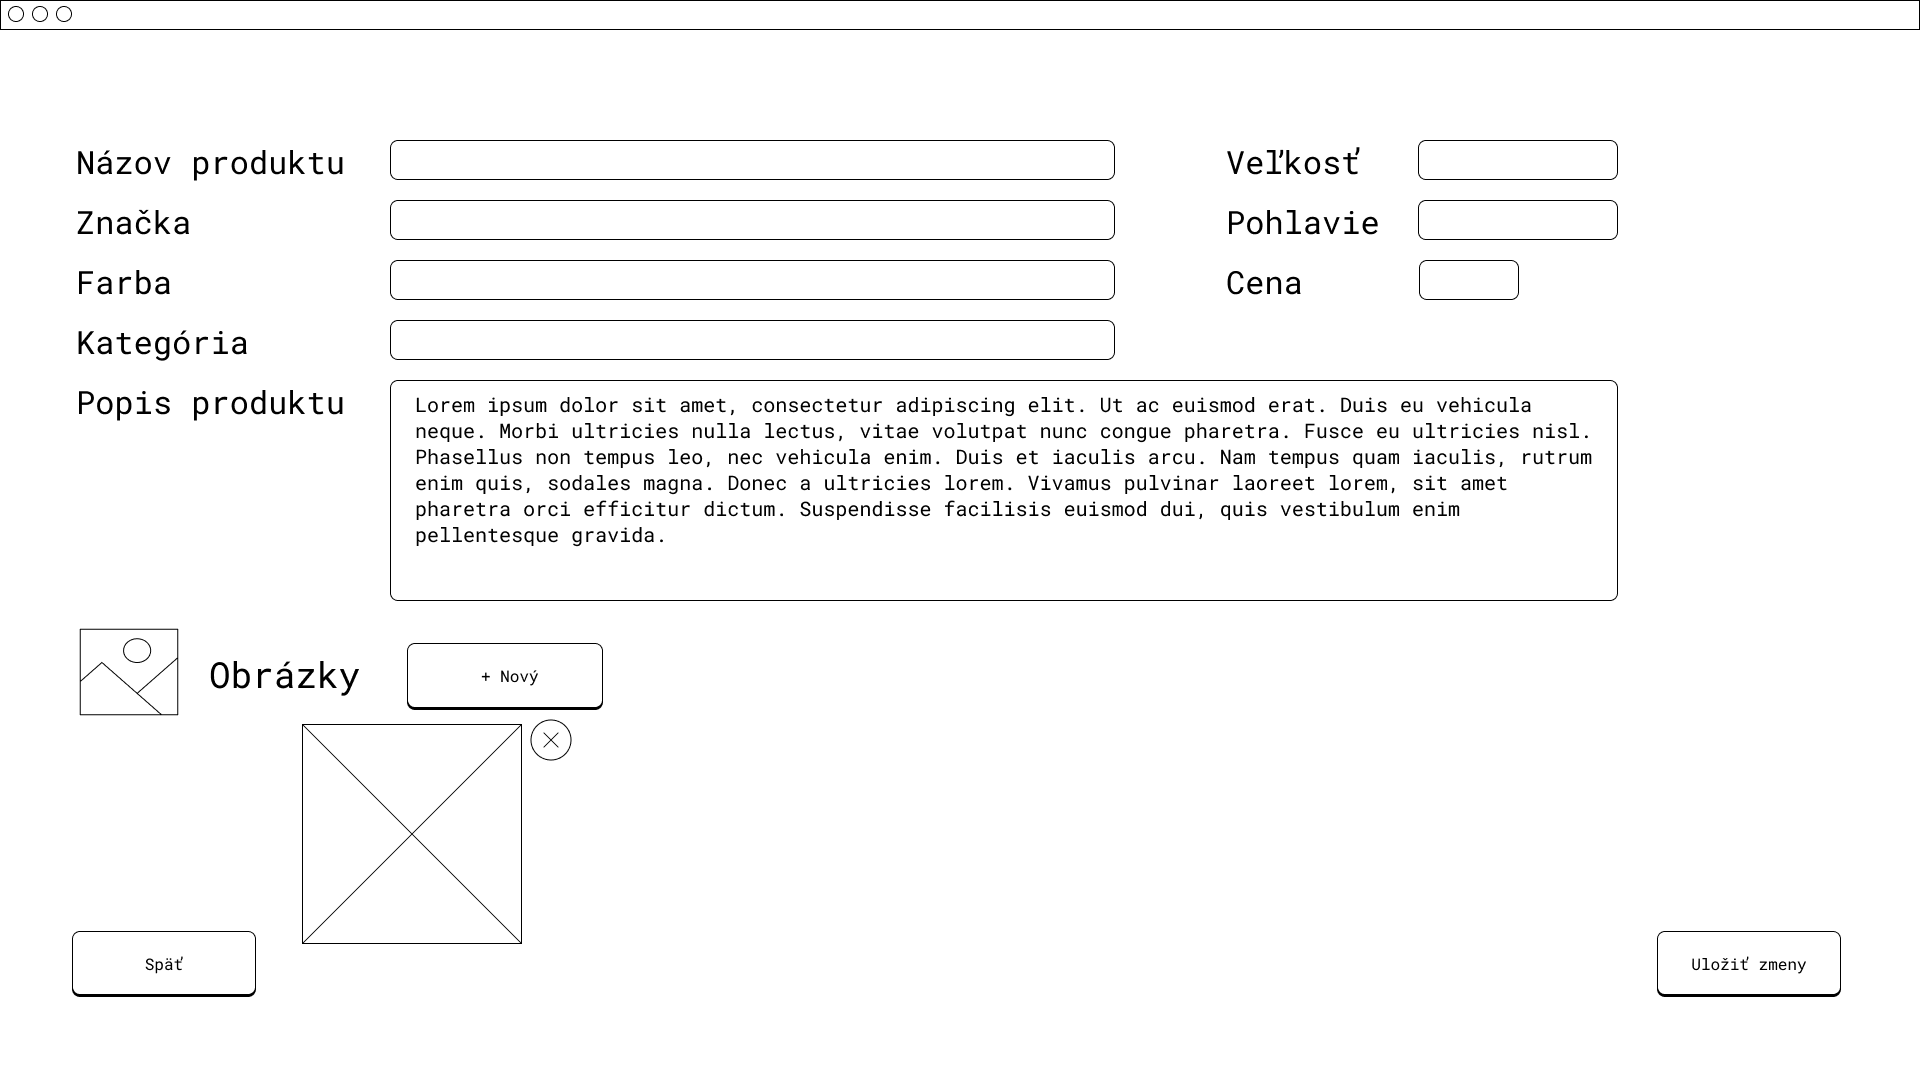 Názov produktu
Značka
Farba
Kategória
Veľkosť
Pohlavie
Cena
Popis produktu
Lorem ipsum dolor sit amet, consectetur adipiscing elit. Ut ac euismod erat. Duis eu vehicula
neque. Morbi ultricies nulla lectus, vitae volutpat nunc congue pharetra. Fusce eu ultricies nisl.
Phasellus non tempus leo, nec vehicula enim. Duis et iaculis arcu. Nam tempus quam iaculis, rutrum
enim quis, sodales magna. Donec a ultricies lorem. Vivamus pulvinar laoreet lorem, sit amet
pharetra orci efficitur dictum. Suspendisse facilisis euismod dui, quis vestibulum enim
pellentesque gravida.
Obrázky
+ Nový
Späť
Uložiť zmeny